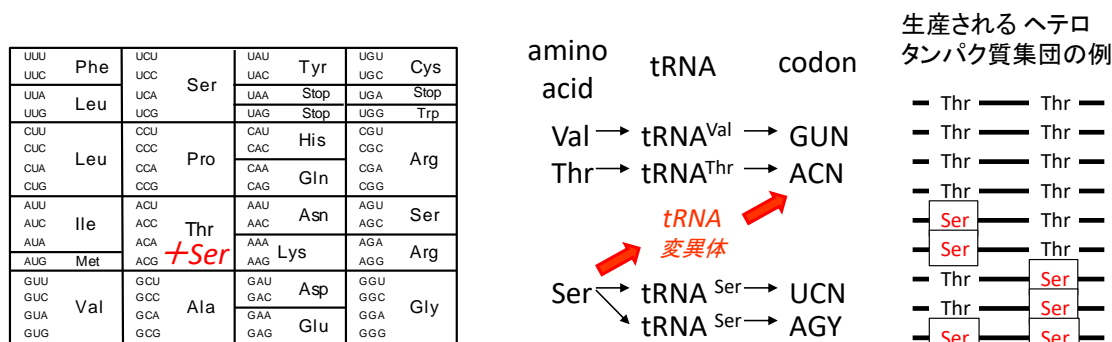 UUU
UUC
Phe
UCU
UCC
UCA
UCG
Ser
UAU
UAC
Tyr
UGU
UGC
Cys
UUA
UUG
Leu
UAA
Stop
UGA
Stop
UAG
Stop
UGG
Trp
CUU
CUC
CUA
CUG
Leu
CCU
CCC
CCA
CCG
Pro
CAU
CAC
His
CAA
CAG
Gln
CGU
CGC
CGA
CGG
Arg
AUU
AUC
AUA
Ile
AUG
Met
ACU
ACC
ACA
ACG
Thr
+Ser
AAU
AAC
Asn
AAA
AAG
Lys
AGU
AGC
Ser
AGA
AGG
Arg
GUU
GUC
GUA
GUG
Val
GCU
GCC
GCA
GCG
Ala
GAU
GAC
Asp
GAA
GAG
Glu
GGU
GGC
GGA
GGG
Gly
amino
acid
tRNA
codon
Val → tRNA Val → GUN
Thr → tRNA Thr → ACN
tRNA
変異体
Ser → tRNA Ser → UCN
tRNA Ser → AGY
生産される ヘテロ
タンパク質集団の例
Thr Thr
Thr Thr
Thr Thr
Thr Thr
Ser Thr
Ser Thr
Thr Ser
Thr Ser
Ser Ser